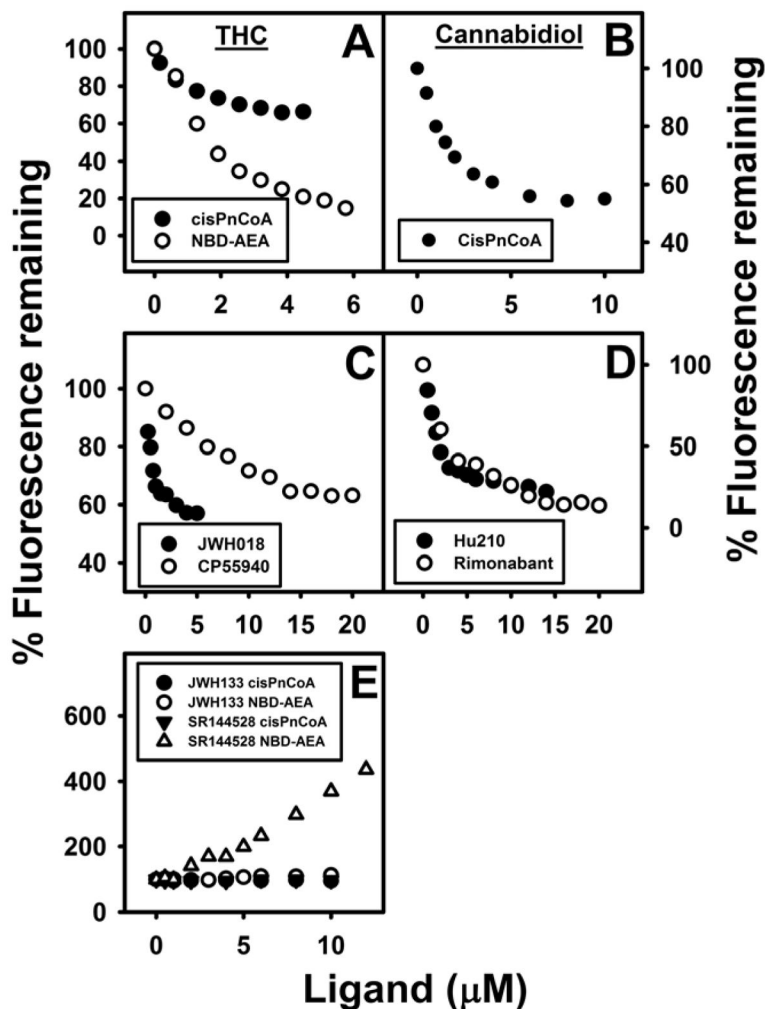 THC
A
100
80
60
40
20
0
cisPnCoA
NBD-AEA
0 2 4 6
Cannabidiol
B
100
80
60
40
CisPnCoA
0 5 10
C
100
80
60
40
JWH018
CP55940
0 5 10 15 20
D
100
50
0
Hu210
Rimonabant
0 5 10 15 20
E
JWH133 cisPnCoA
JWH133 NBD-AEA
SR144528 cisPnCoA
SR144528 NBD-AEA
600
400
200
0
0 5 10
% Fluorescence remaining
% Fluorescence remaining
Ligand (μM)